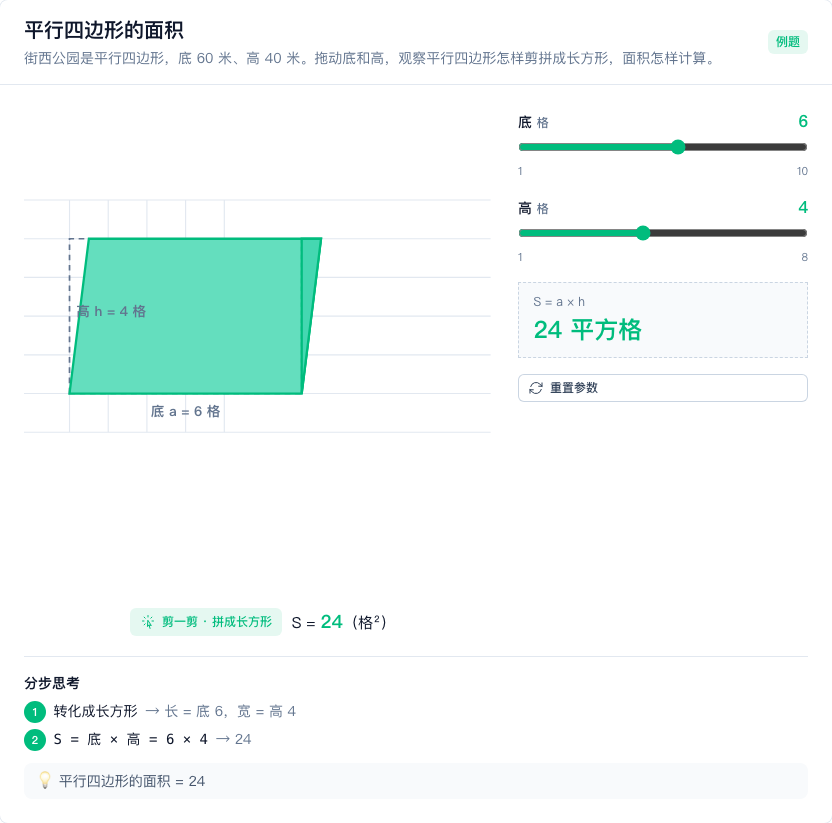 平行四边形的面积
街西公园是平行四边形，底 60 米、高 40 米。拖动底和高，观察平行四边形怎样剪拼成长方形，面积怎样计算。
例题
底 格 6
1 10
高 格 4
1 8
S = a × h
24 平方格
重置参数
高 h = 4 格
底 a = 6 格
剪一剪 · 拼成长方形 S = 24（格²）
分步思考
1 转化成长方形 → 长 = 底 6，宽 = 高 4
2 S = 底 × 高 = 6 × 4 → 24
平行四边形的面积 = 24